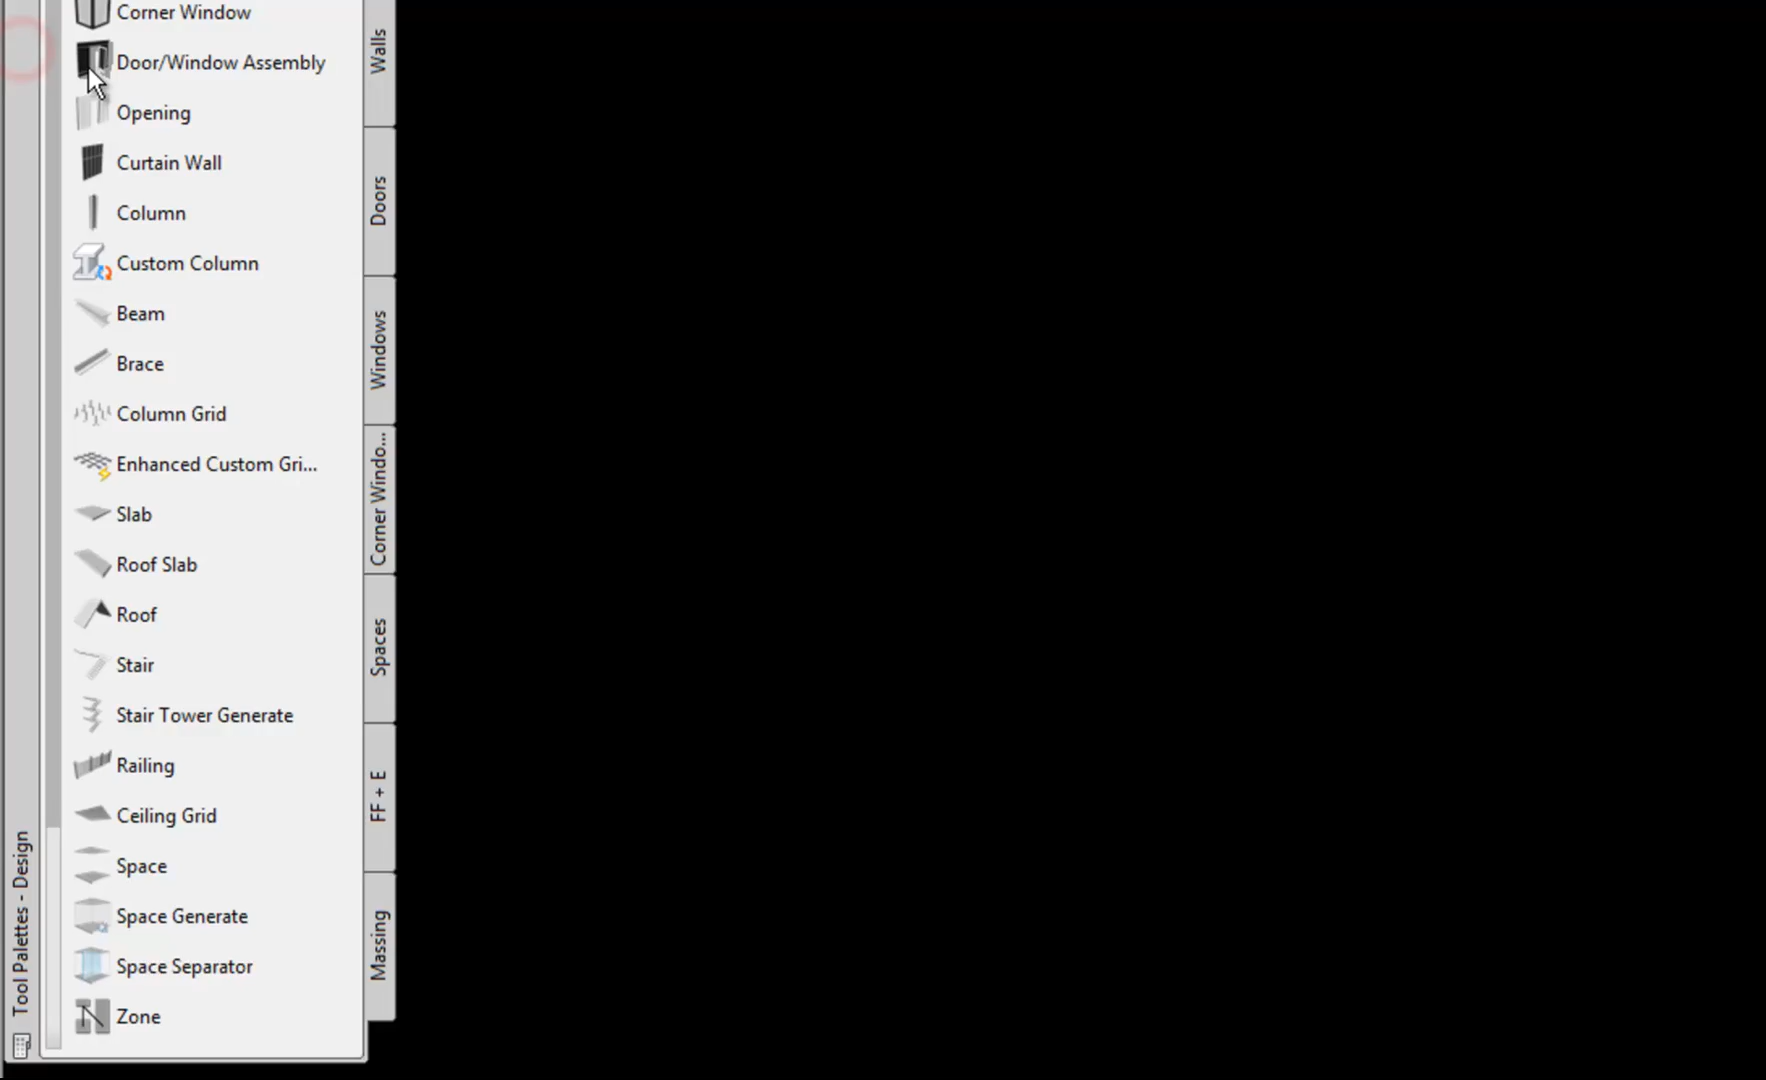 Corner Window
Door/Window Assembly
Opening
Curtain Wall
Column
Custom Column
Beam
Brace
Column Grid
Enhanced Custom Gri...
Slab
Roof Slab
Roof
Stair
Stair Tower Generate
Railing
Ceiling Grid
Space
Space Generate
Space Separator
Zone
Walls
Doors
Windows
Corner Windo...
Spaces
FF + E
Massing
Tool Palettes - Design